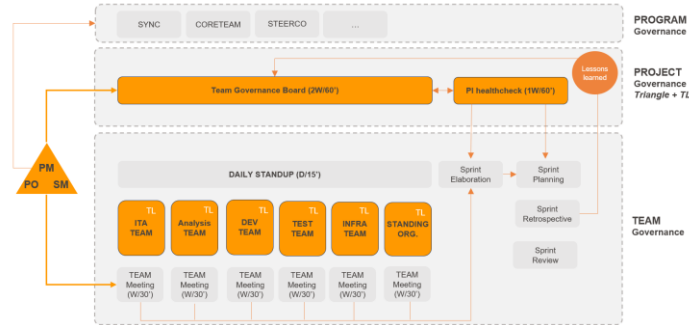 SYNC
CORETEAM
STEERCO
...
PROGRAM
Governance
Lessons
learned
PROJECT
Governance
Triangle + TL
Team Governance Board (2W/60')
PI healthcheck (1W/60')
PM
PO SM
DAILY STANDUP (D/15')
Sprint
Elaboration
Sprint
Planning
TL
ITA
TEAM
TL
Analysis
TEAM
TL
DEV
TEAM
TL
TEST
TEAM
TL
INFRA
TEAM
TL
STANDING
ORG.
Sprint
Retrospective
TEAM
Governance
Sprint
Review
TEAM
Meeting
(W/30')
TEAM
Meeting
(W/30')
TEAM
Meeting
(W/30')
TEAM
Meeting
(W/30')
TEAM
Meeting
(W/30')
TEAM
Meeting
(W/30')